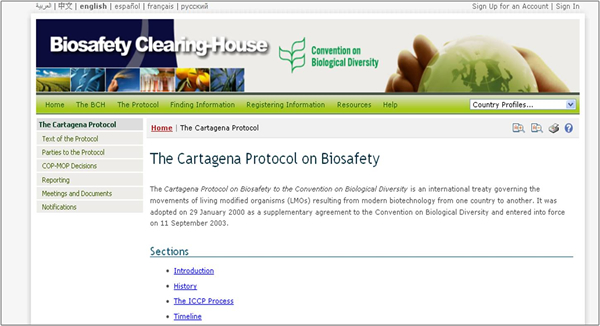 العربية | 中文 | english | español | français | русский
Sign Up for an Account | Sign In
Biosafety Clearing-House
Convention on
Biological Diversity
Home The BCH The Protocol Finding Information Registering Information Resources Help
Country Profiles...
The Cartagena Protocol
Text of the Protocol
Parties to the Protocol
COP-MOP Decisions
Reporting
Meetings and Documents
Notifications
Home | The Cartagena Protocol
The Cartagena Protocol on Biosafety
The Cartagena Protocol on Biosafety to the Convention on Biological Diversity is an international treaty governing the
movements of living modified organisms (LMOs) resulting from modern biotechnology from one country to another. It was
adopted on 29 January 2000 as a supplementary agreement to the Convention on Biological Diversity and entered into force
on 11 September 2003.
Sections
• Introduction
• History
• The ICCP Process
• Timeline